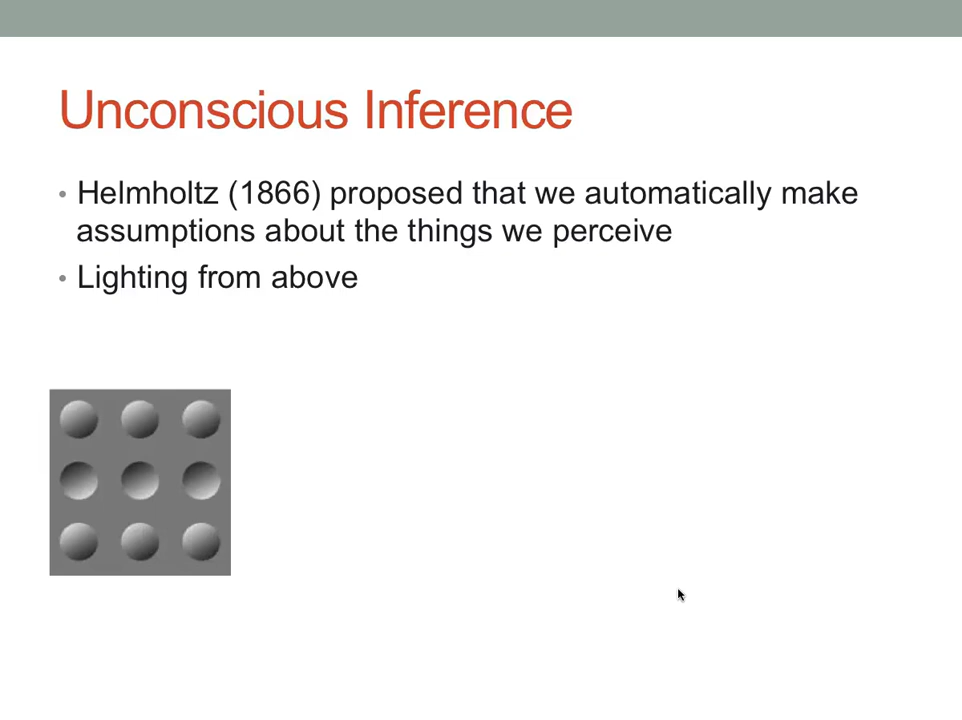 Unconscious Inference
• Helmholtz (1866) proposed that we automatically make
assumptions about the things we perceive
• Lighting from above